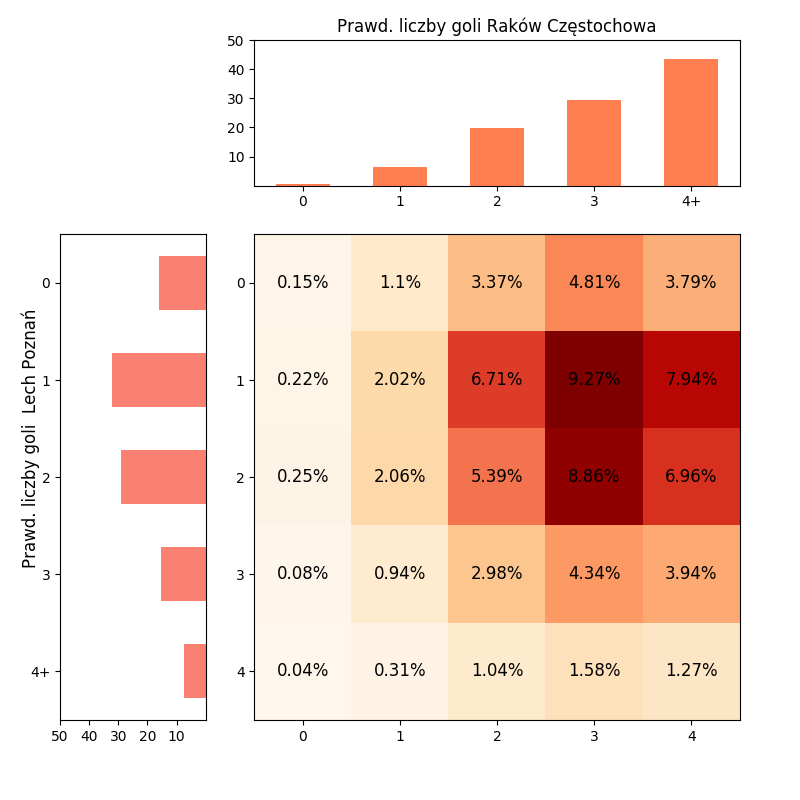 Prawd. liczby goli Raków Częstochowa
50
40
30
20
10
0 1 2 3 4+
Prawd. liczby goli  Lech Poznań
0
1
2
3
4+
50 40 30 20 10
0 0.15% 1.1% 3.37% 4.81% 3.79%
1 0.22% 2.02% 6.71% 9.27% 7.94%
2 0.25% 2.06% 5.39% 8.86% 6.96%
3 0.08% 0.94% 2.98% 4.34% 3.94%
4 0.04% 0.31% 1.04% 1.58% 1.27%
0 1 2 3 4